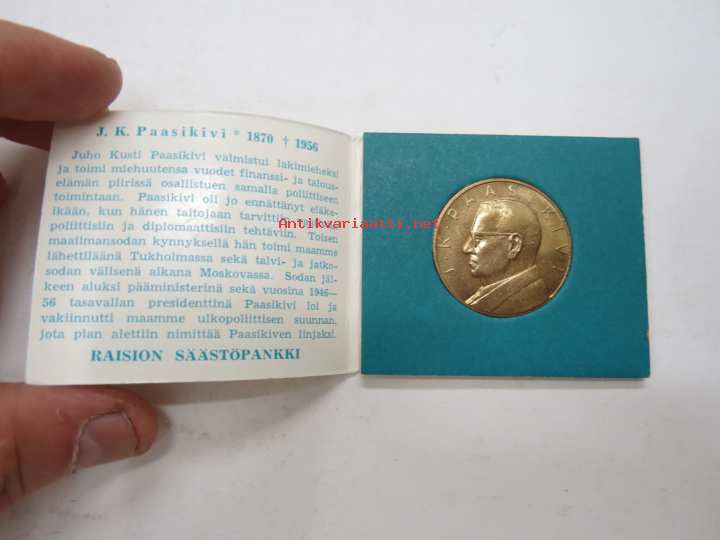 J. K. Paasikivi * 1870 † 1956
Juho Kusti Paasikivi valmistui lakimieheksi
ja toimi miehuutensa vuodet finanssi- ja talous-
elämän piirissä osallistuen samalla poliittiseen
toimintaan. Paasikivi oli jo ennättänyt eläke-
ikään, kun hänen taitojaan tarvittiin
poliittisiin ja diplomaattisiin tehtäviin. Toisen
maailmansodan kynnyksellä hän toimi maamme
lähettiläänä Tukholmassa sekä talvi- ja jatko-
sodan välisenä aikana Moskovassa. Sodan jäl-
keen aluksi pääministerinä sekä vuosina 1946—
56 tasavallan presidenttinä Paasikivi loi ja
vakiinnutti maamme ulkopoliittisen suunnan,
jota pian alettiin nimittää Paasikiven linjaksi.
RAISION SÄÄSTÖPANKKI
J. K. PAASIKIVI
Antikvariaatti.net